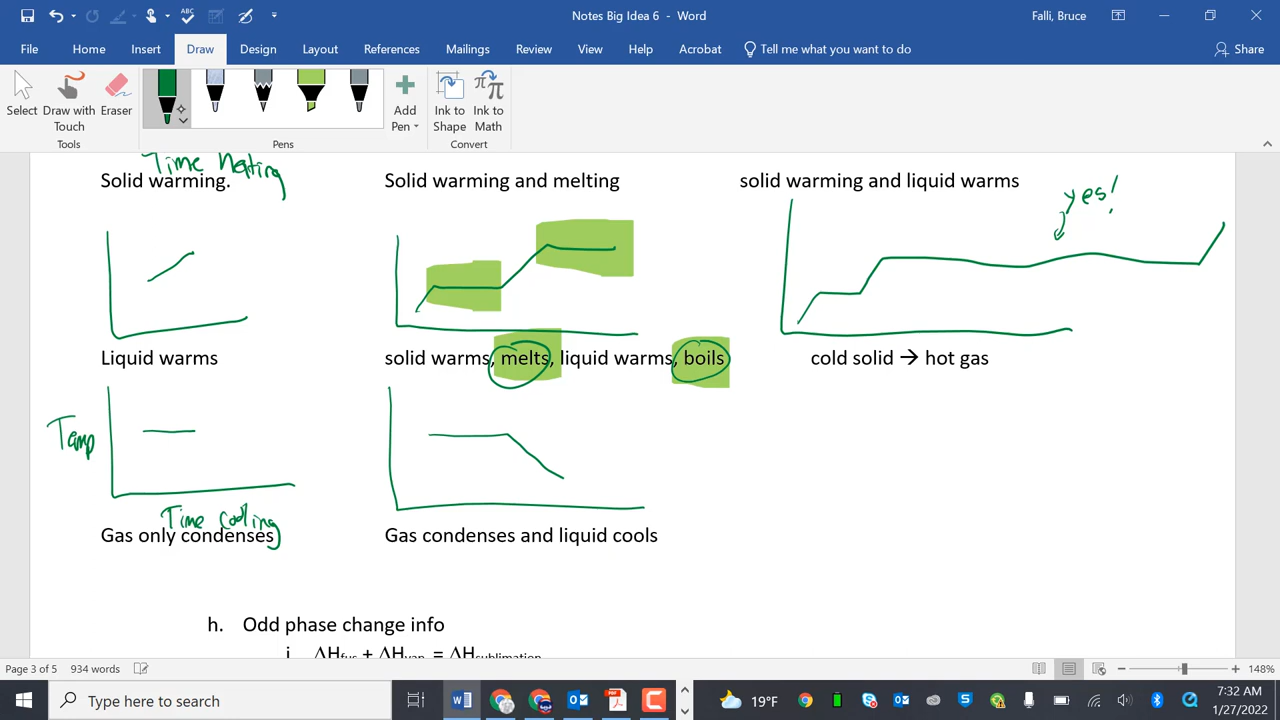 Notes Big Idea 6 - Word
Falli, Bruce
File Home Insert Draw Design Layout References Mailings Review View Help Acrobat Tell me what you want to do Share
Select Draw with Touch Eraser Add Pen Ink to Shape Ink to Math
Tools Pens Convert
Time heating
Solid warming. Solid warming and melting solid warming and liquid warms
yes!
Liquid warms solid warms, melts, liquid warms, boils cold solid → hot gas
Temp
Time cooling
Gas only condenses Gas condenses and liquid cools
h. Odd phase change info
i. ΔHfus + ΔHvap = ΔHsublimation
Page 3 of 5 934 words 148%
Type here to search 19°F 7:32 AM
1/27/2022